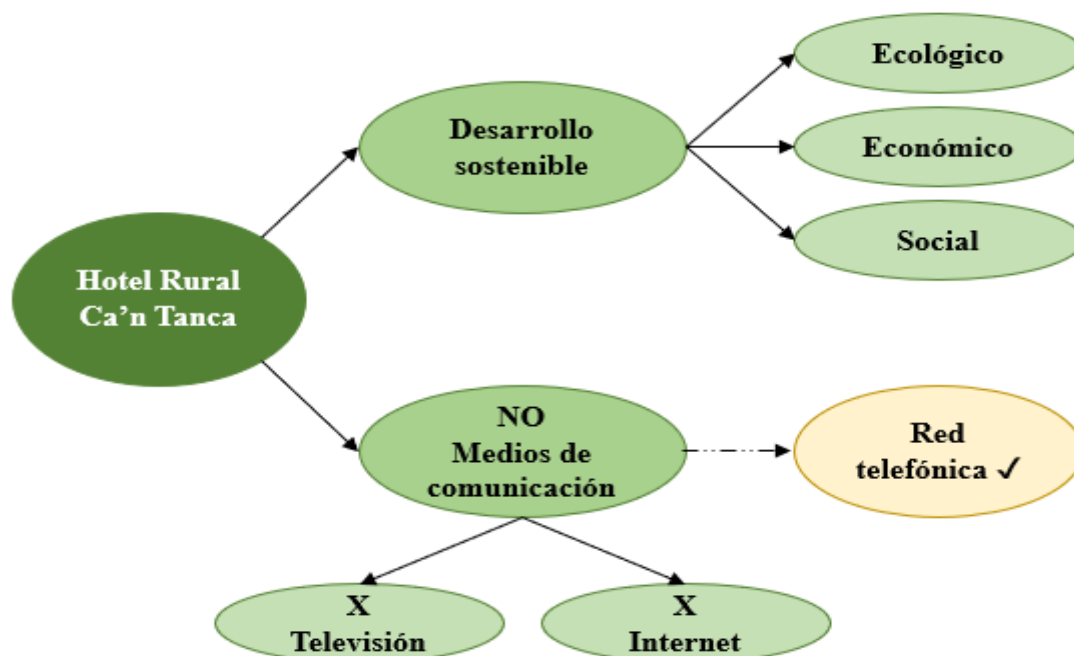 Ecológico
Desarrollo
sostenible
Económico
Social
Hotel Rural
Ca’n Tanca
NO
Medios de
comunicación
Red
telefónica ✓
X
Televisión
X
Internet